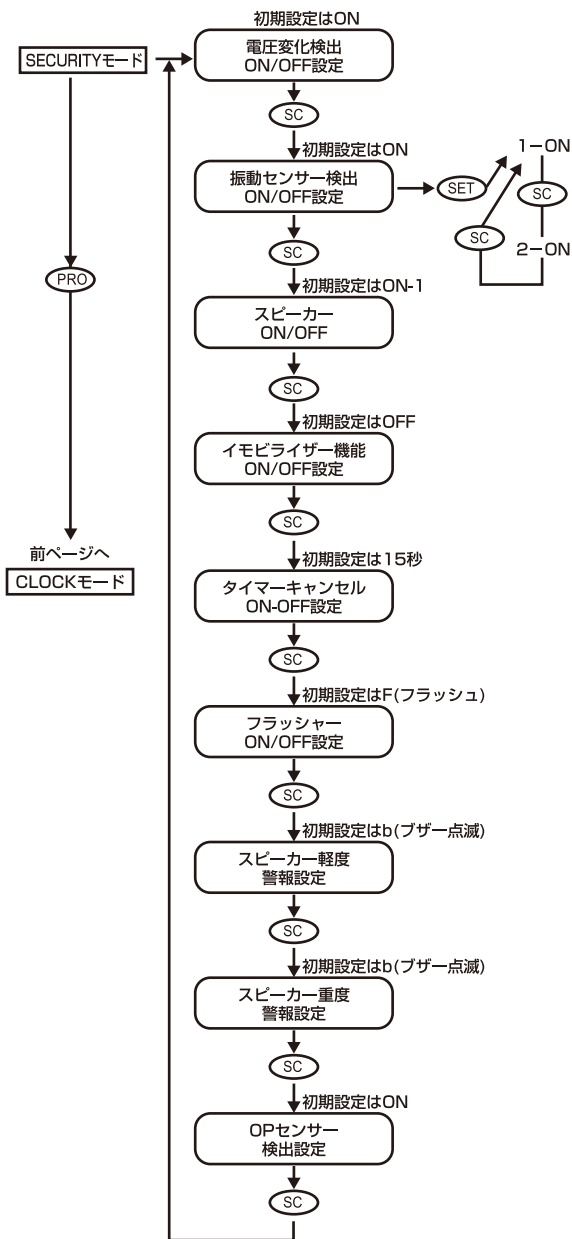 初期設定はON
SECURITYモード
電圧変化検出
ON/OFF設定
SC
初期設定はON
振動センサー検出
ON/OFF設定
SET
1-ON
SC
SC
2-ON
SC
PRO
初期設定はON-1
スピーカー
ON/OFF
SC
初期設定はOFF
イモビライザー機能
ON/OFF設定
SC
前ページへ
CLOCKモード
初期設定は15秒
タイマーキャンセル
ON-OFF設定
SC
初期設定はF(フラッシュ)
フラッシャー
ON/OFF設定
SC
初期設定はb(ブザー点滅)
スピーカー軽度
警報設定
SC
初期設定はb(ブザー点滅)
スピーカー重度
警報設定
SC
初期設定はON
OPセンサー
検出設定
SC